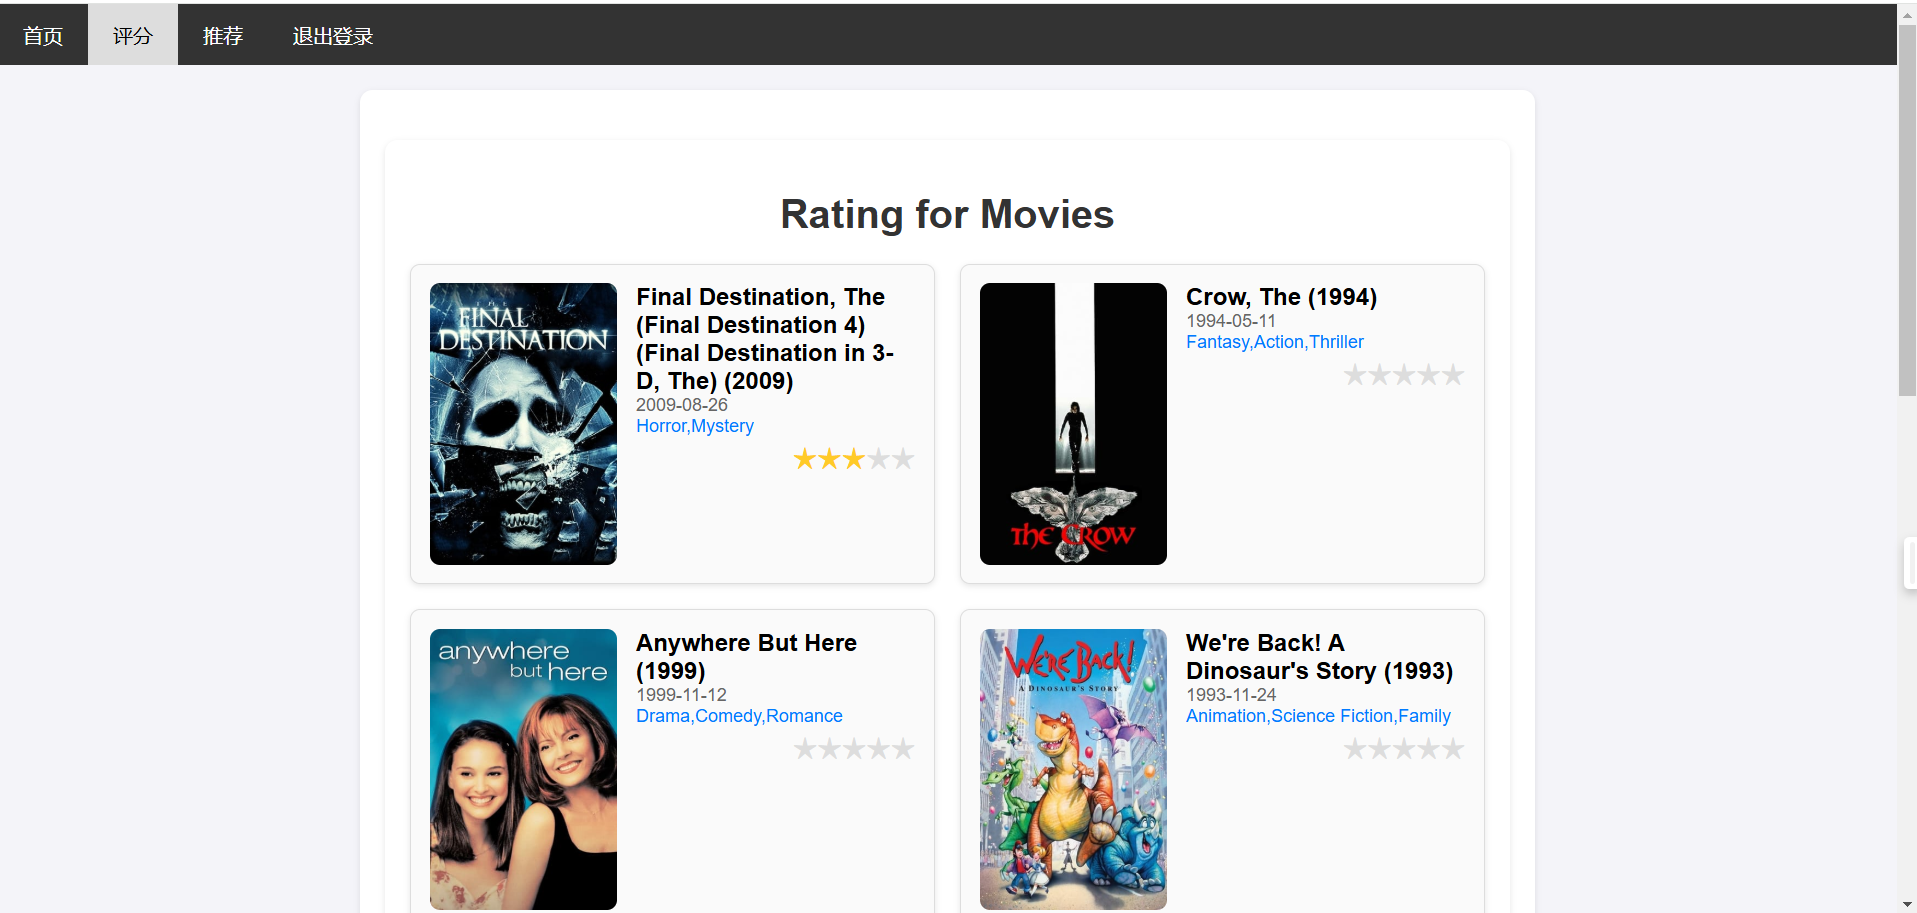 首页 评分 推荐 退出登录
Rating for Movies
THE
FINAL
DESTINATION
Final Destination, The
(Final Destination 4)
(Final Destination in 3-
D, The) (2009)
2009-08-26
Horror,Mystery
THE CROW
Crow, The (1994)
1994-05-11
Fantasy,Action,Thriller
anywhere
but here
Anywhere But Here
(1999)
1999-11-12
Drama,Comedy,Romance
WE'RE BACK!
A DINOSAUR'S STORY
We're Back! A
Dinosaur's Story (1993)
1993-11-24
Animation,Science Fiction,Family